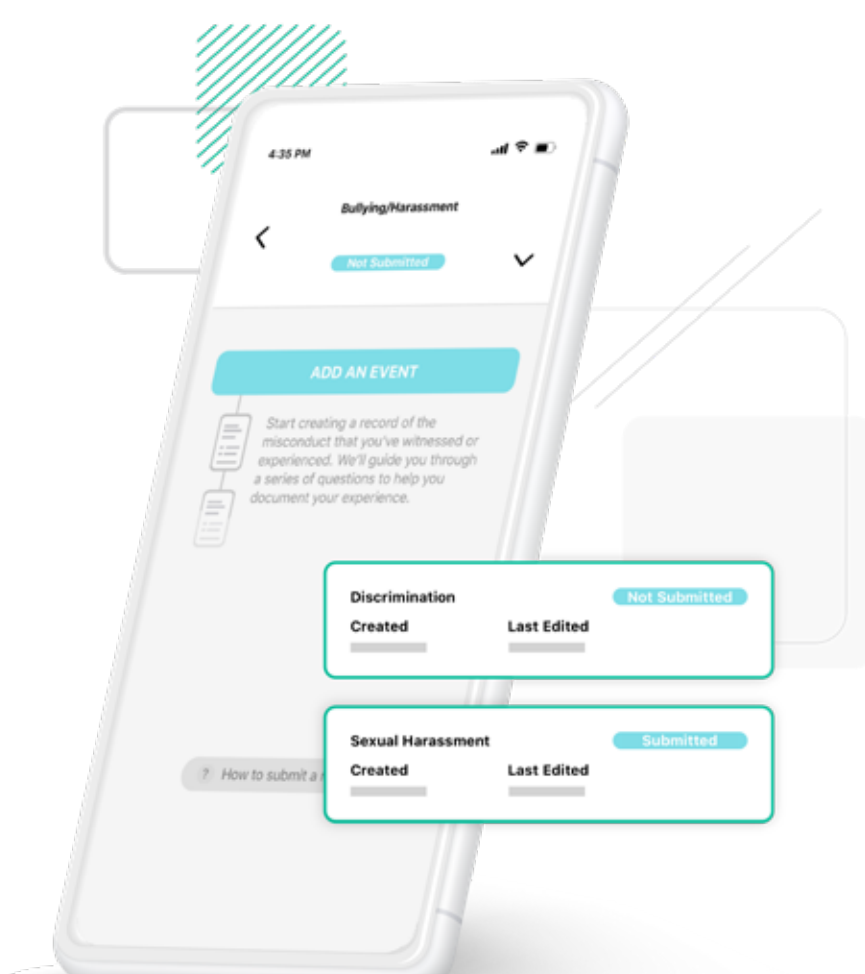 4:35 PM
Bullying/Harassment
Not Submitted
ADD AN EVENT
Start creating a record of the
misconduct that you've witnessed or
experienced. We'll guide you through
a series of questions to help you
document your experience.
Discrimination
Not Submitted
Created
Last Edited
Sexual Harassment
Submitted
Created
Last Edited
? How to submit a